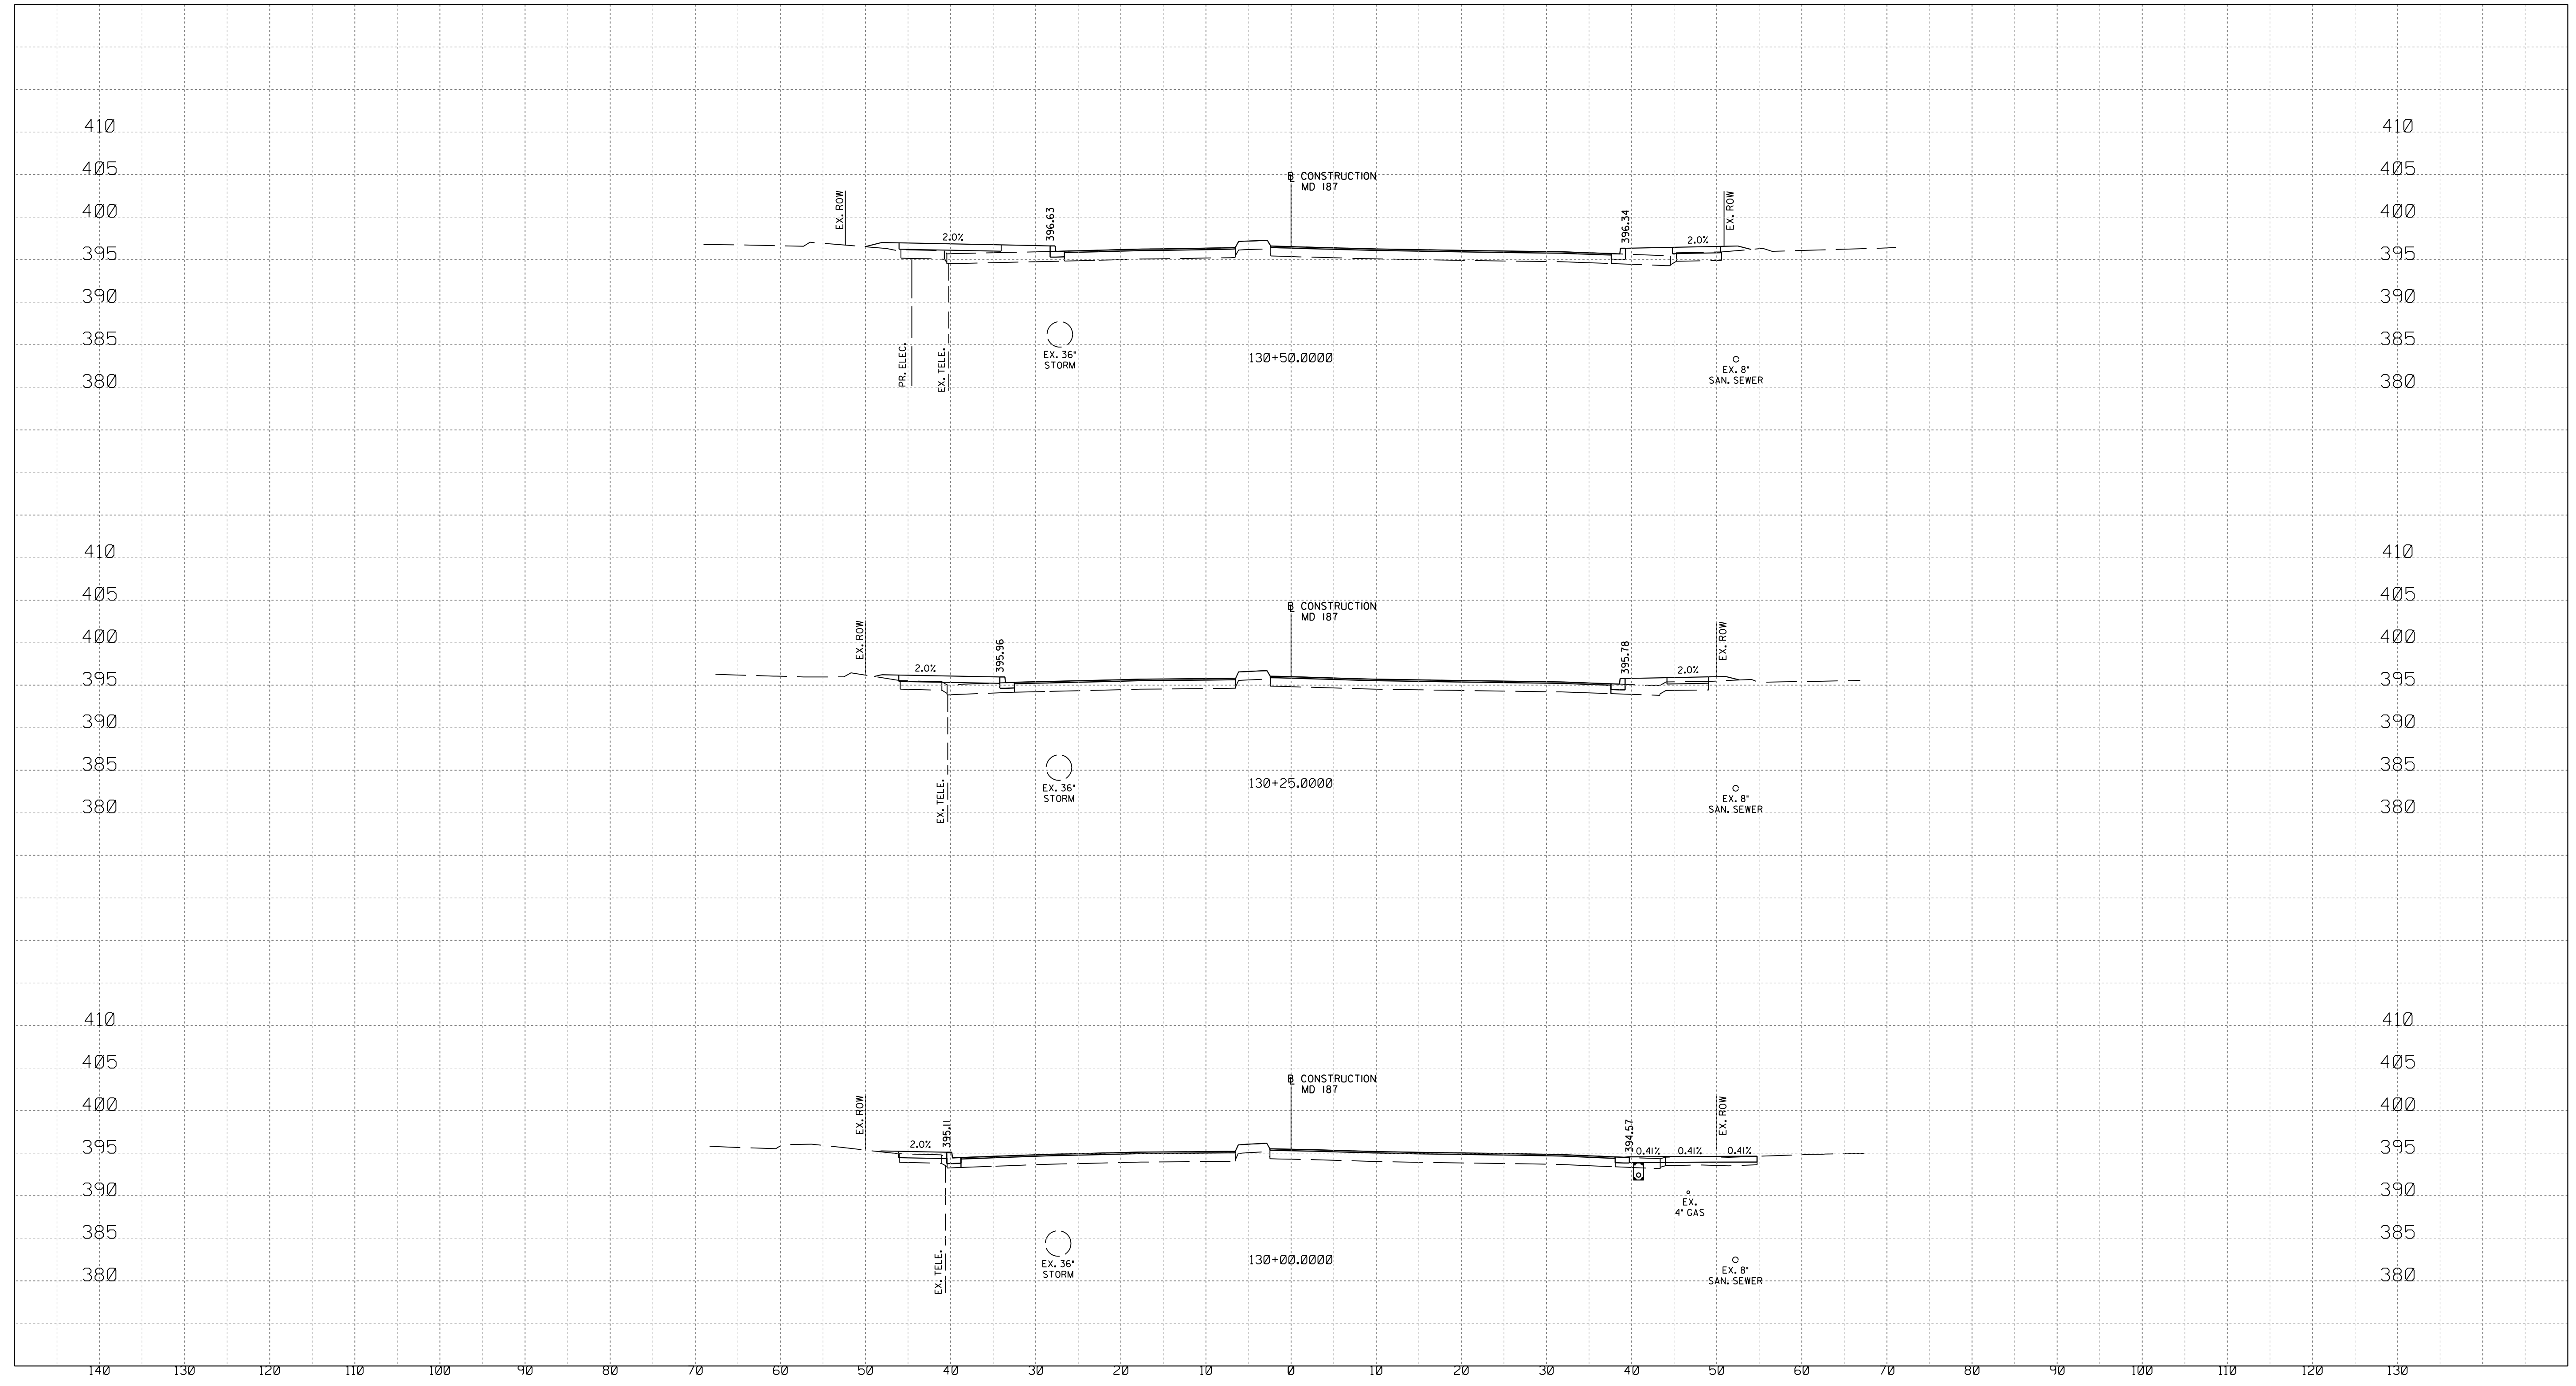 410 410
405 405
℄ CONSTRUCTION
MD 187
400 400
EX. ROW
396.63
396.34
EX. ROW
2.0%
2.0%
395 395
390 390
385 385
PR. ELEC.
EX. TELE.
EX. 36"
STORM
130+50.0000
EX. 8"
SAN. SEWER
380 380
410 410
405 405
℄ CONSTRUCTION
MD 187
400 400
EX. ROW
395.96
395.78
EX. ROW
2.0%
2.0%
395 395
390 390
385 385
EX. TELE.
EX. 36"
STORM
130+25.0000
EX. 8"
SAN. SEWER
380 380
410 410
405 405
℄ CONSTRUCTION
MD 187
400 400
EX. ROW
395.11
394.57
EX. ROW
2.0%
0.41% 0.41% 0.41%
395 395
390 390
EX.
4" GAS
385 385
EX. TELE.
EX. 36"
STORM
130+00.0000
EX. 8"
SAN. SEWER
380 380
140 130 120 110 100 90 80 70 60 50 40 30 20 10 0 10 20 30 40 50 60 70 80 90 100 110 120 130